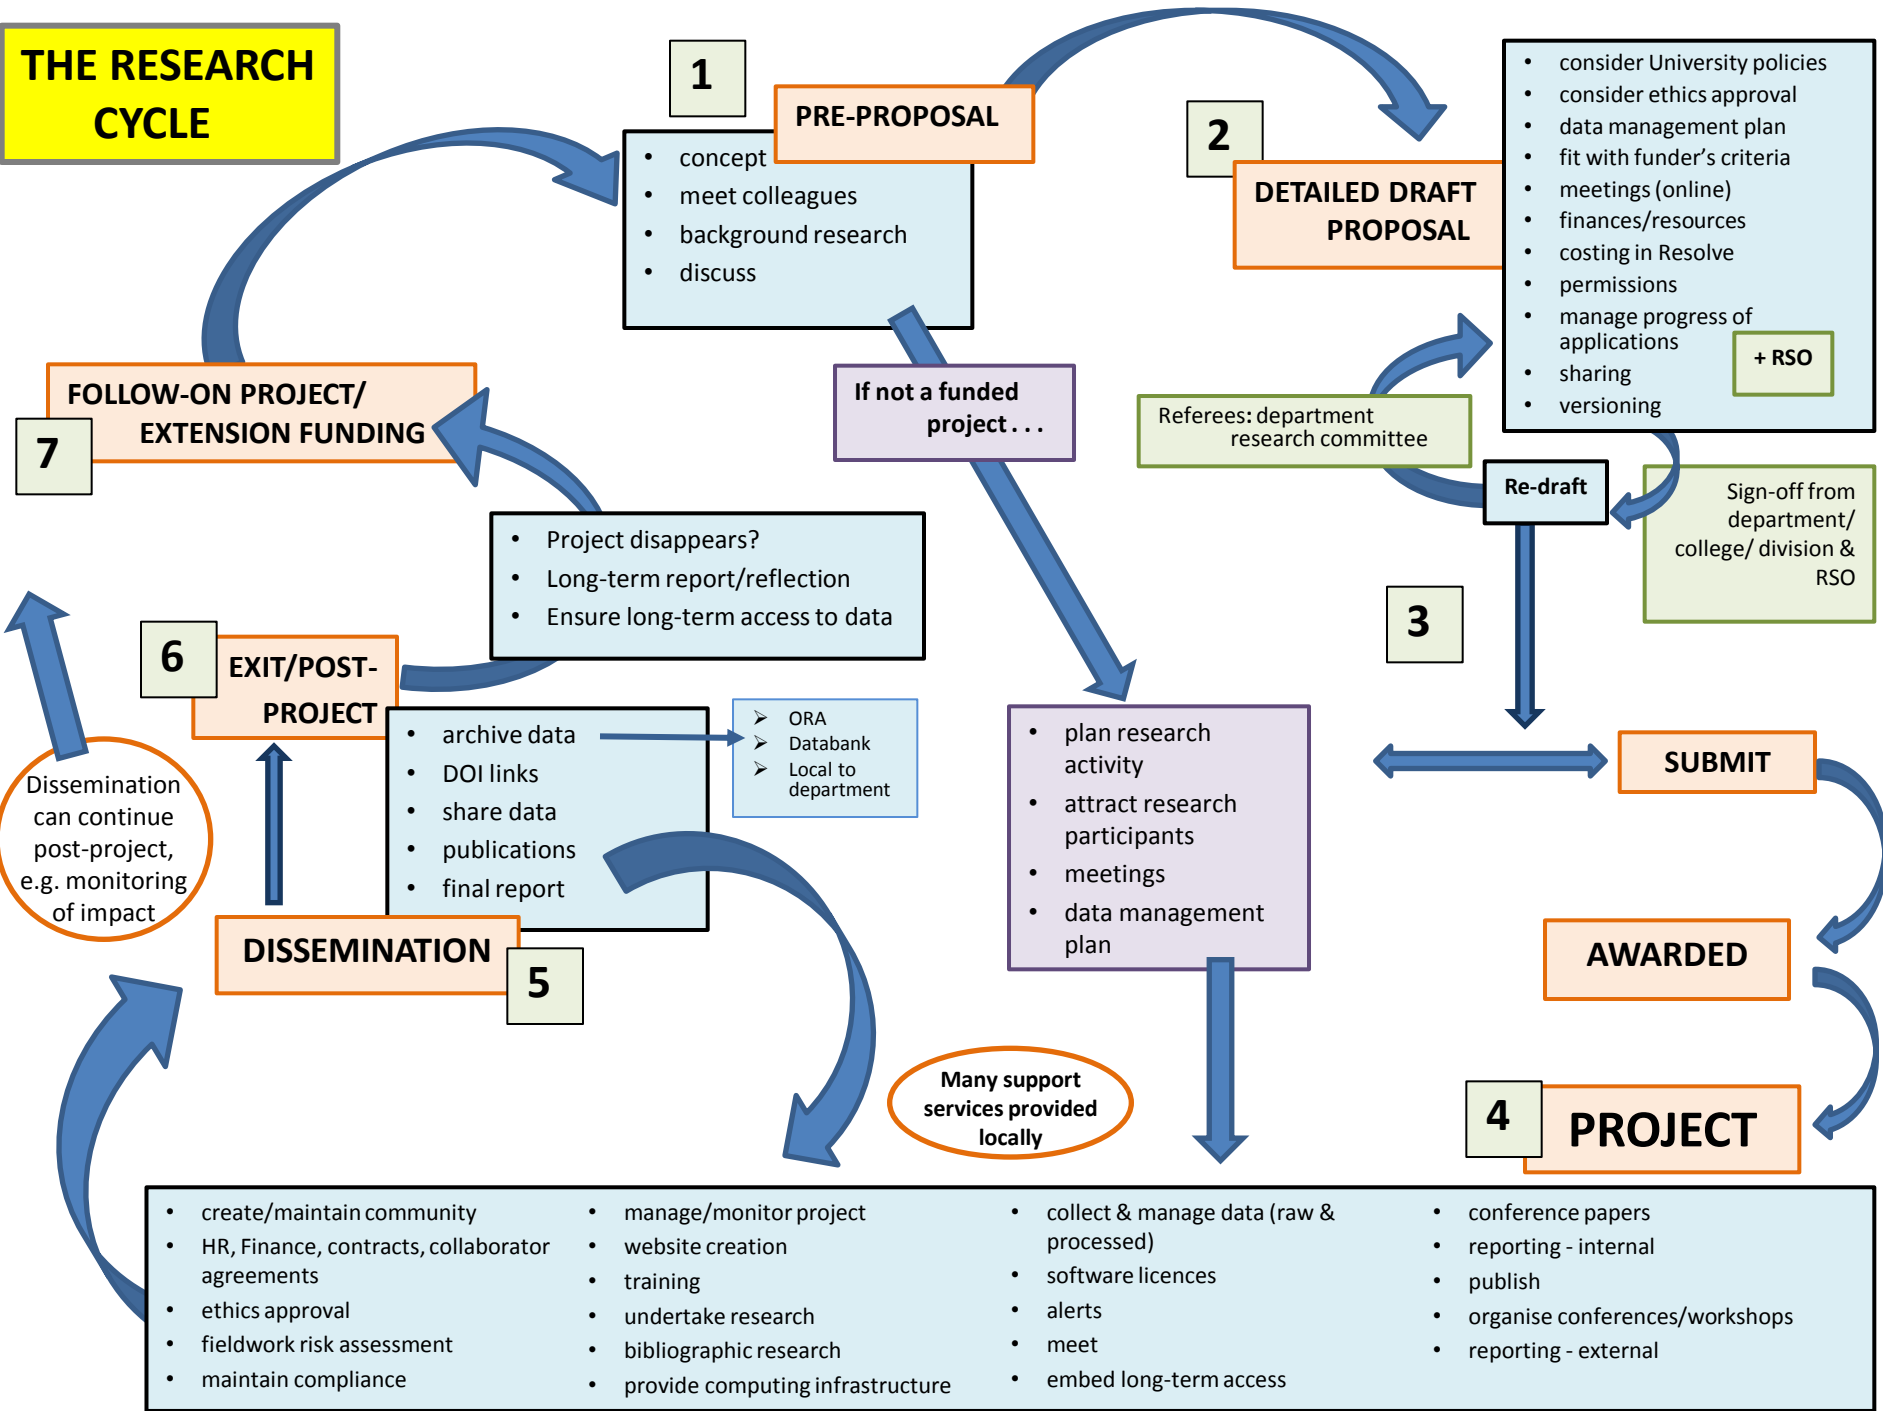 THE RESEARCH
CYCLE
1
PRE-PROPOSAL
• concept
• meet colleagues
• background research
• discuss
2
DETAILED DRAFT
PROPOSAL
• consider University policies
• consider ethics approval
• data management plan
• fit with funder's criteria
• meetings (online)
• finances/resources
• costing in Resolve
• permissions
• manage progress of
applications
• sharing
• versioning
+ RSO
If not a funded
project . . .
Referees: department
research committee
Re-draft
Sign-off from
department/
college/ division &
RSO
3
FOLLOW-ON PROJECT/
EXTENSION FUNDING
7
• Project disappears?
• Long-term report/reflection
• Ensure long-term access to data
6
EXIT/POST-
PROJECT
• archive data
• DOI links
• share data
• publications
• final report
➢ ORA
➢ Databank
➢ Local to
department
Dissemination
can continue
post-project,
e.g. monitoring
of impact
DISSEMINATION
5
• plan research
activity
• attract research
participants
• meetings
• data management
plan
SUBMIT
AWARDED
4
PROJECT
Many support
services provided
locally
• create/maintain community
• HR, Finance, contracts, collaborator
agreements
• ethics approval
• fieldwork risk assessment
• maintain compliance
• manage/monitor project
• website creation
• training
• undertake research
• bibliographic research
• provide computing infrastructure
• collect & manage data (raw &
processed)
• software licences
• alerts
• meet
• embed long-term access
• conference papers
• reporting - internal
• publish
• organise conferences/workshops
• reporting - external